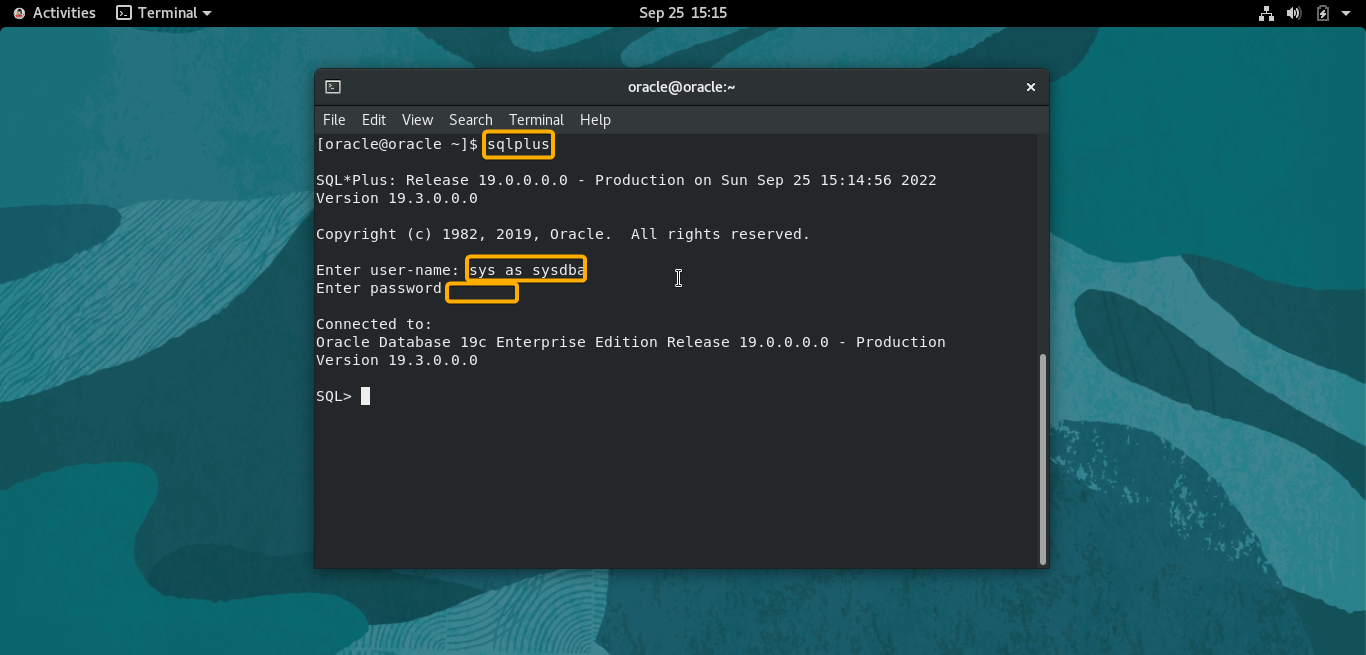 Activities Terminal Sep 25 15:15
oracle@oracle:~
File Edit View Search Terminal Help
[oracle@oracle ~]$ sqlplus
SQL*Plus: Release 19.0.0.0.0 - Production on Sun Sep 25 15:14:56 2022
Version 19.3.0.0.0
Copyright (c) 1982, 2019, Oracle.  All rights reserved.
Enter user-name: sys as sysdba
Enter password
Connected to:
Oracle Database 19c Enterprise Edition Release 19.0.0.0.0 - Production
Version 19.3.0.0.0
SQL>